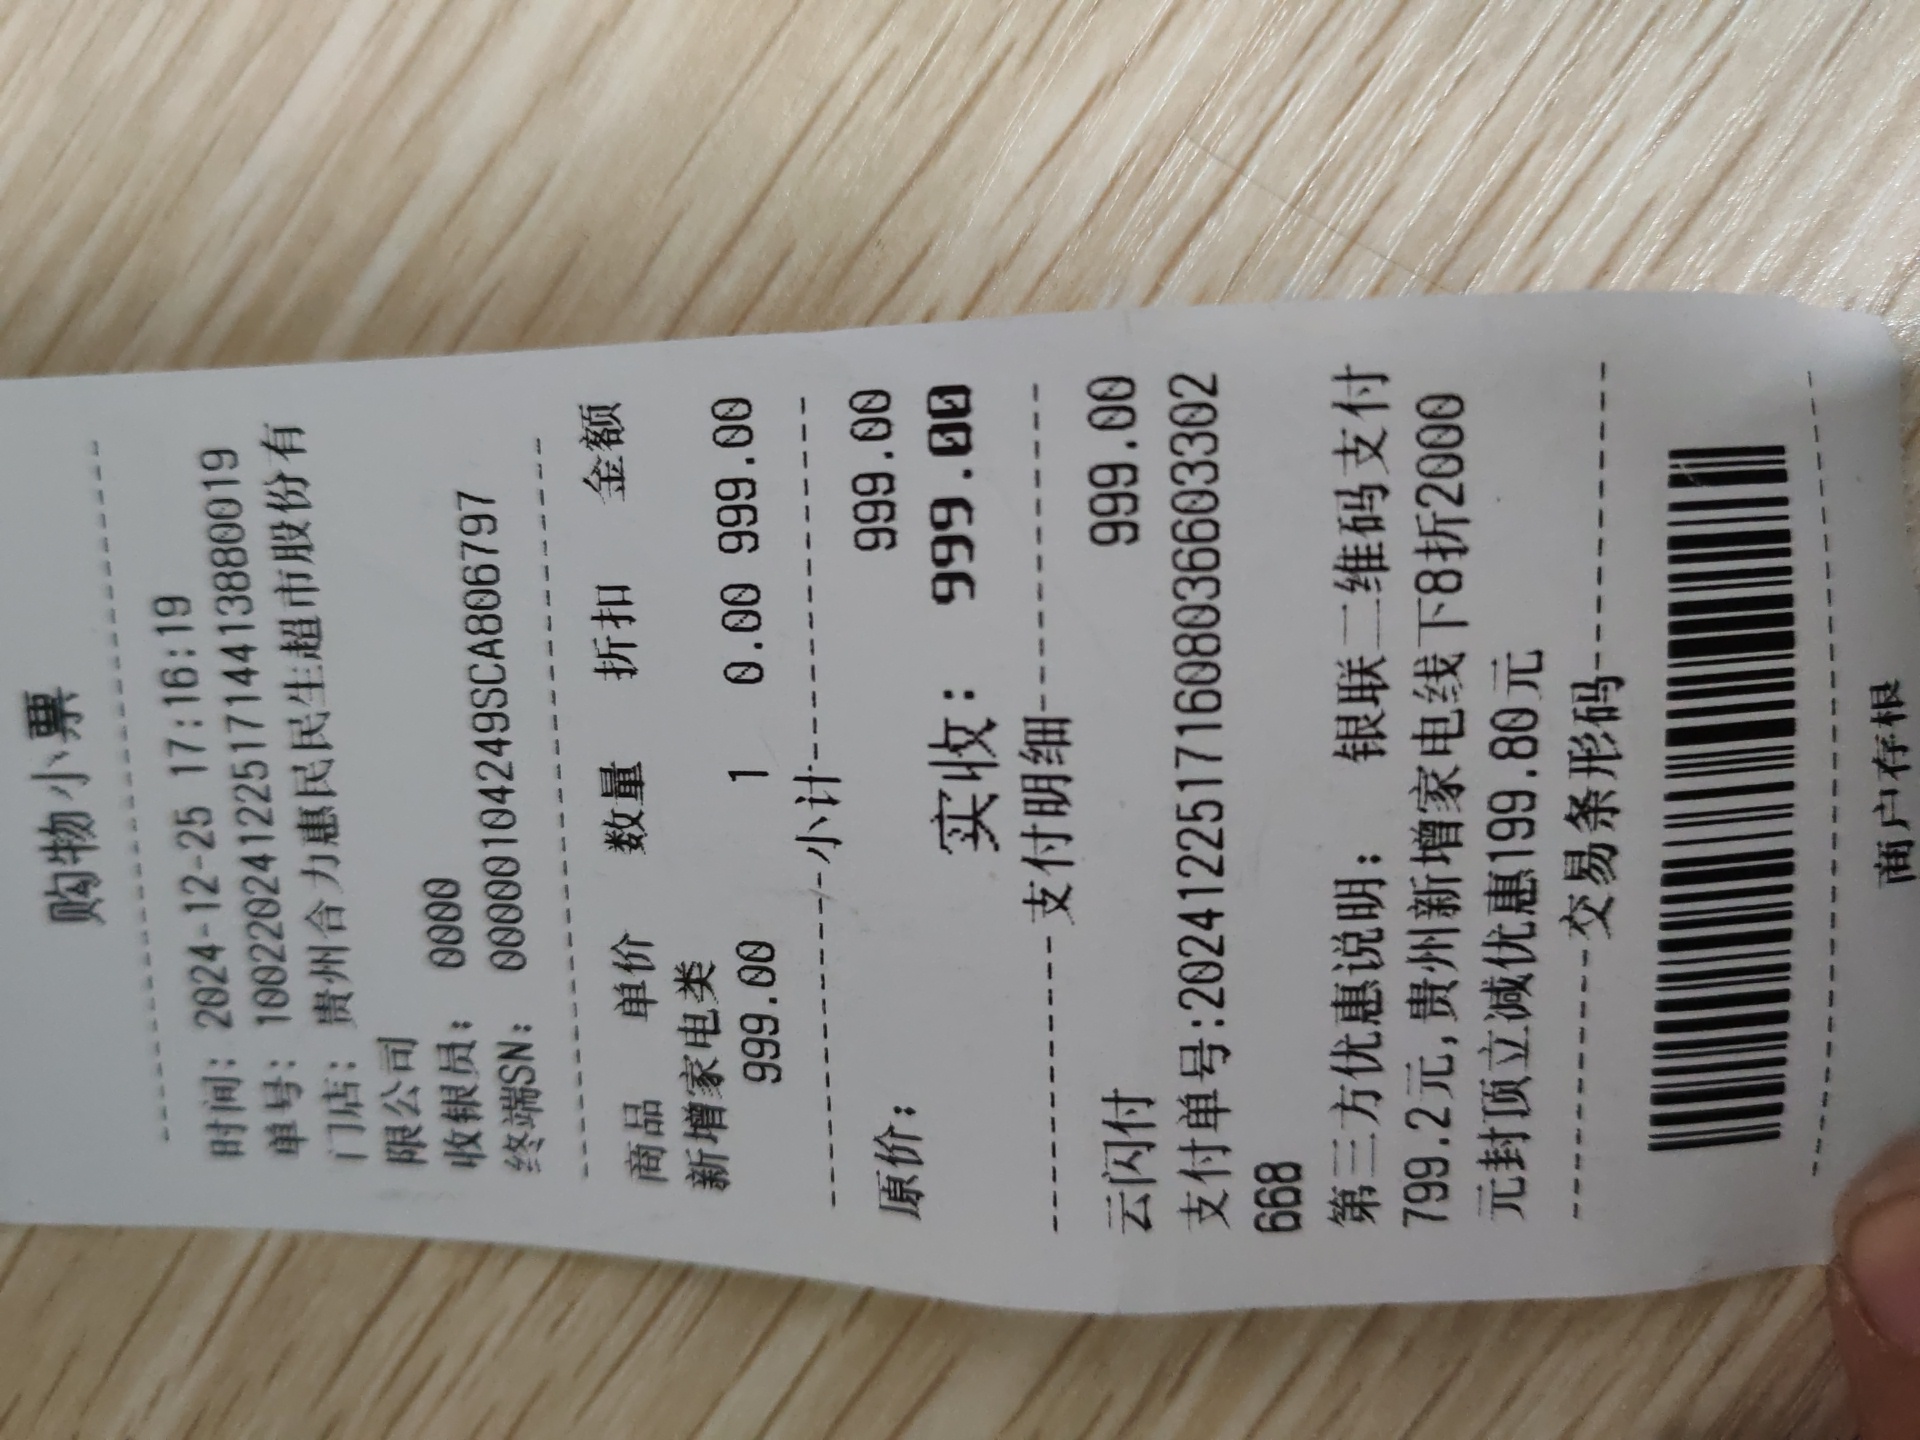 购物小票
时间: 2024-12-25 17:16:19
单号: 10022024122517144138880019
门店: 贵州合力惠民民生超市股份有
限公司
收银员: 0000
终端SN: 00000104249SCA806797
商品 单价 数量 折扣 金额
新增家电类
999.00 1 0.00 999.00
小计
原价: 999.00
实收: 999.00
支付明细
云闪付 999.00
支付单号:20241225171608036603302
668
第三方优惠说明: 银联二维码支付
799.2元,贵州新增家电线下8折2000
元封顶立减优惠199.80元
交易条形码
商户存根